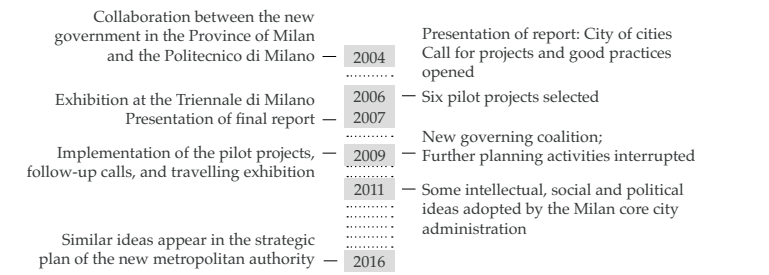 Collaboration between the new
government in the Province of Milan
and the Politecnico di Milano — 2004
Presentation of report: City of cities
Call for projects and good practices
opened
Exhibition at the Triennale di Milano
2006 — Six pilot projects selected
Presentation of final report — 2007
New governing coalition;
Implementation of the pilot projects, — 2009 — Further planning activities interrupted
follow-up calls, and travelling exhibition
2011 — Some intellectual, social and political
ideas adopted by the Milan core city
administration
Similar ideas appear in the strategic
plan of the new metropolitan authority — 2016